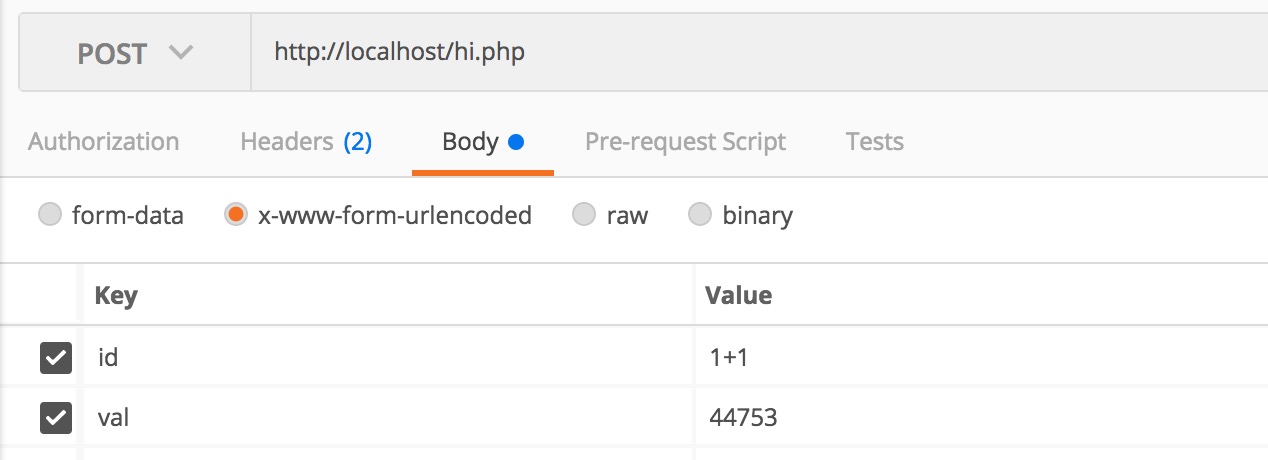 POST http://localhost/hi.php
Authorization Headers (2) Body Pre-request Script Tests
form-data x-www-form-urlencoded raw binary
Key Value
id 1+1
val 44753